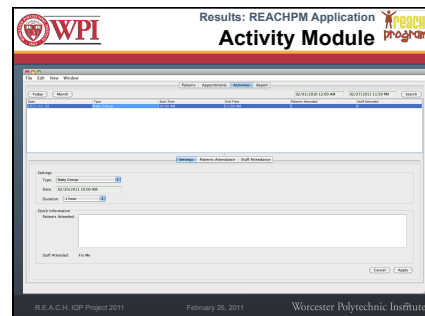 WPI
Results: REACHPM Application
Activity Module
Reach
program
File Edit View Window
Patients Appointments Activities Report
Today Month 02/01/2010 12:00 AM 02/27/2011 11:59 PM Search
Date Type Start Time End Time Patients Attended Staff Attended
Baby Group
Settings Patients Attendance Staff Attendance
Settings
Type: Baby Group
Date: 02/20/2011 10:00 AM
Duration: 1 hour
Quick Information
Patients Attended:
Staff Attended: Fix Me
Cancel Apply
R.E.A.C.H. IQP Project 2011 February 26, 2011 Worcester Polytechnic Institute